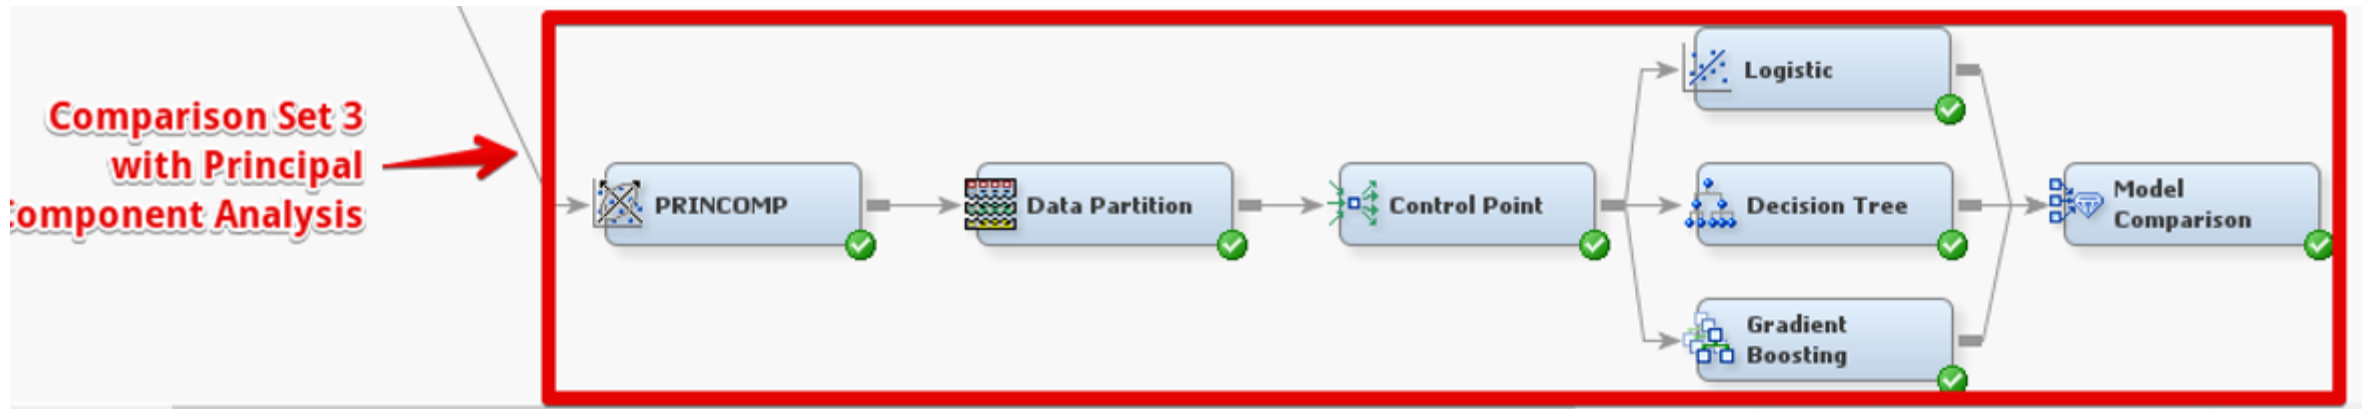 Comparison Set 3
with Principal
Component Analysis
PRINCOMP
Data Partition
Control Point
Logistic
Decision Tree
Gradient
Boosting
Model
Comparison